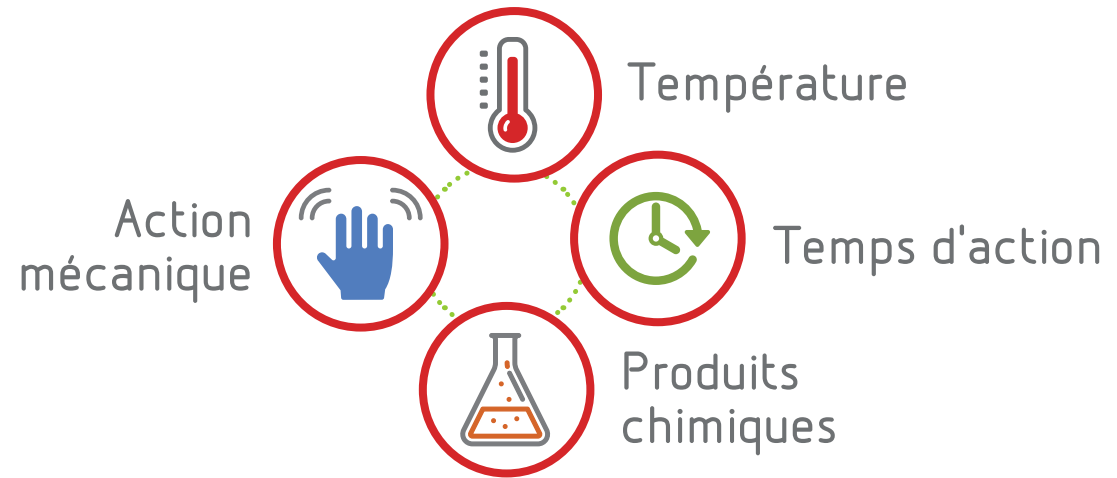 Température
Action
mécanique
Temps d'action
Produits
chimiques